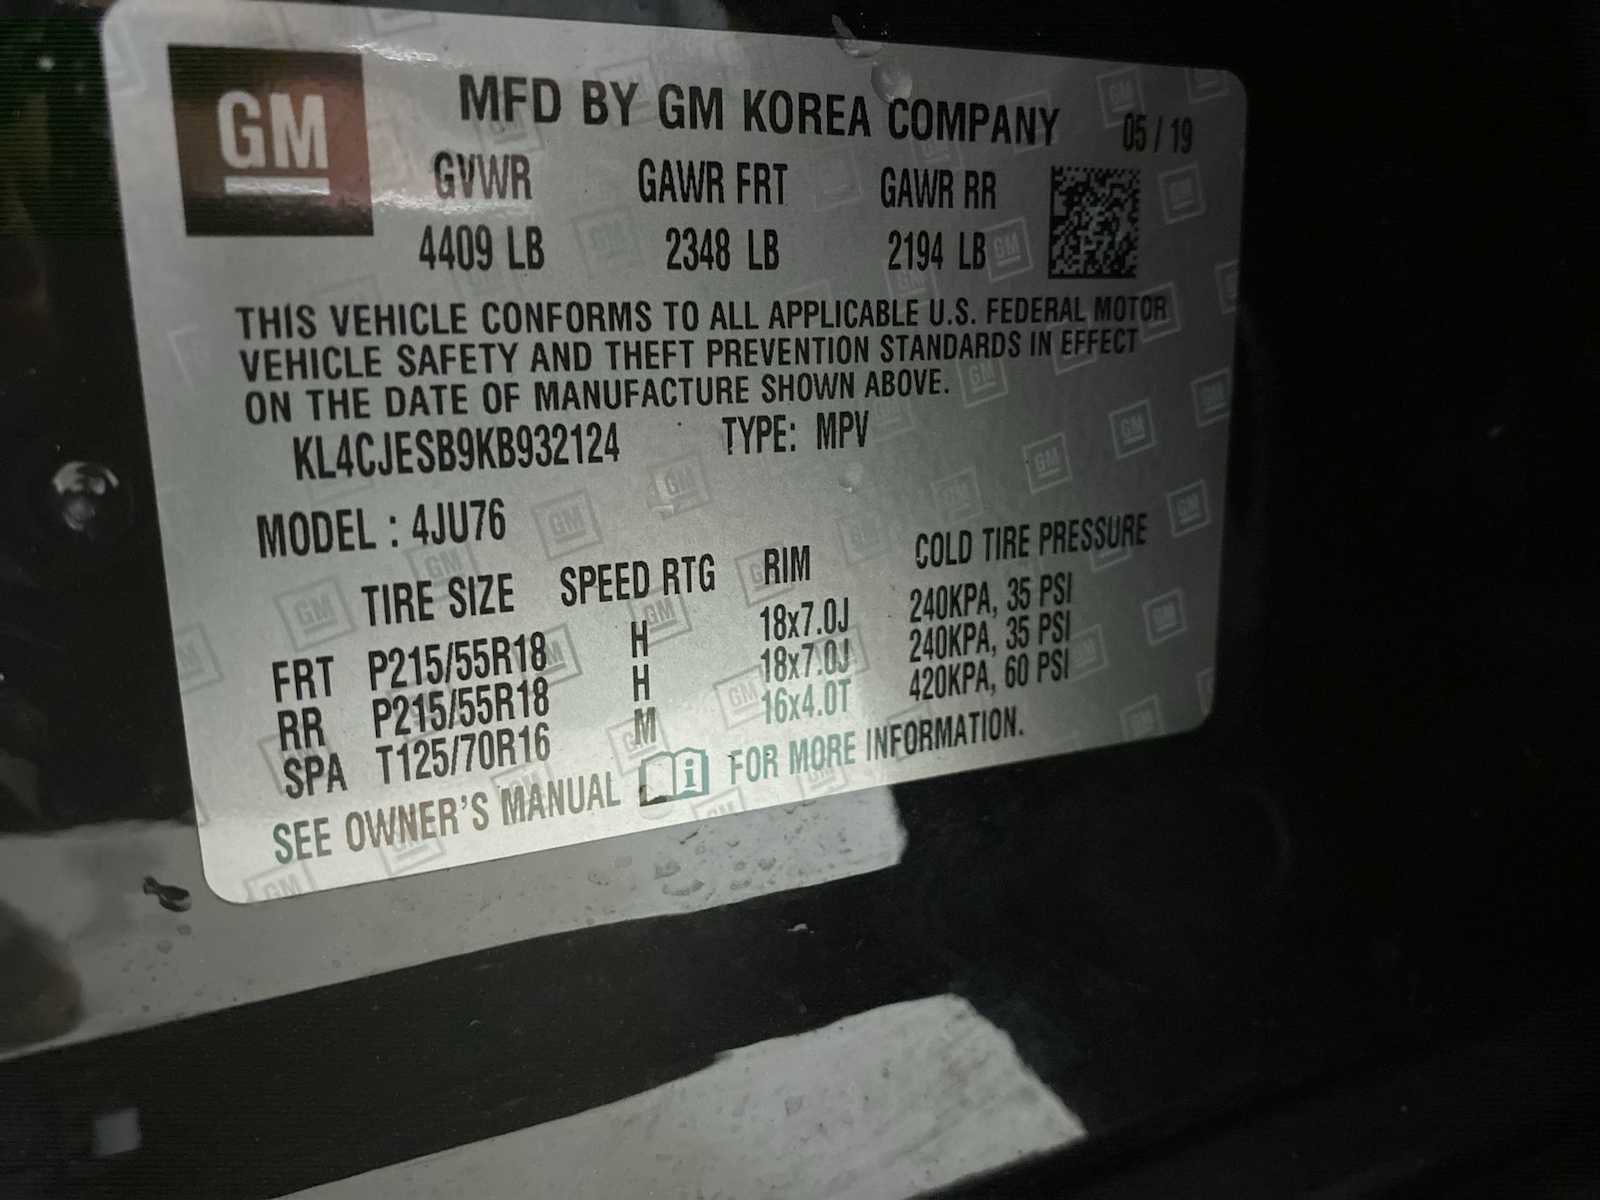 GM
MFD BY GM KOREA COMPANY 05 / 19
GVWR GAWR FRT GAWR RR
4409 LB 2348 LB 2194 LB
THIS VEHICLE CONFORMS TO ALL APPLICABLE U.S. FEDERAL MOTOR
VEHICLE SAFETY AND THEFT PREVENTION STANDARDS IN EFFECT
ON THE DATE OF MANUFACTURE SHOWN ABOVE.
KL4CJESB9KB932124 TYPE: MPV
MODEL : 4JU76
TIRE SIZE SPEED RTG RIM COLD TIRE PRESSURE
FRT P215/55R18 H 18x7.0J 240KPA, 35 PSI
RR P215/55R18 H 18x7.0J 240KPA, 35 PSI
SPA T125/70R16 M 16x4.0T 420KPA, 60 PSI
SEE OWNER'S MANUAL i FOR MORE INFORMATION.